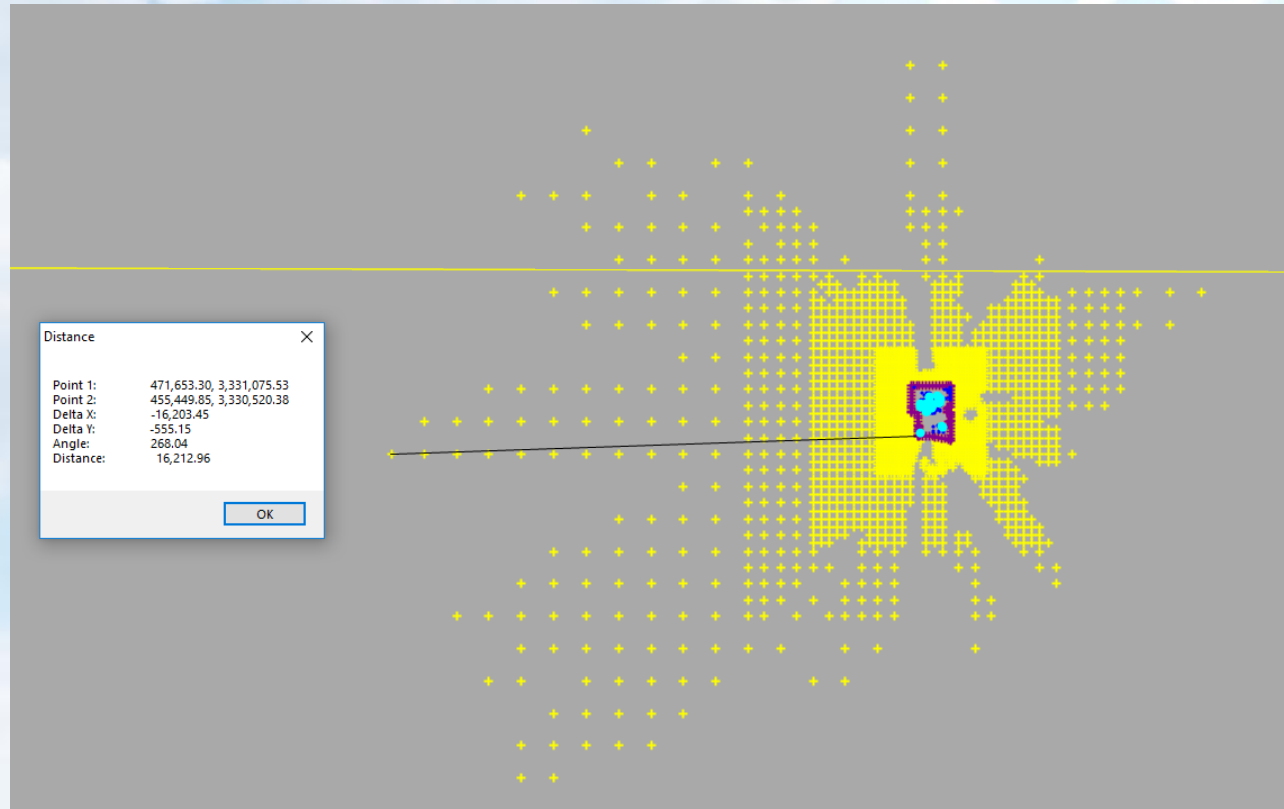 Distance
Point 1: 471,653.30, 3,331,075.53
Point 2: 455,449.85, 3,330,520.38
Delta X: -16,203.45
Delta Y: -555.15
Angle: 268.04
Distance: 16,212.96
OK